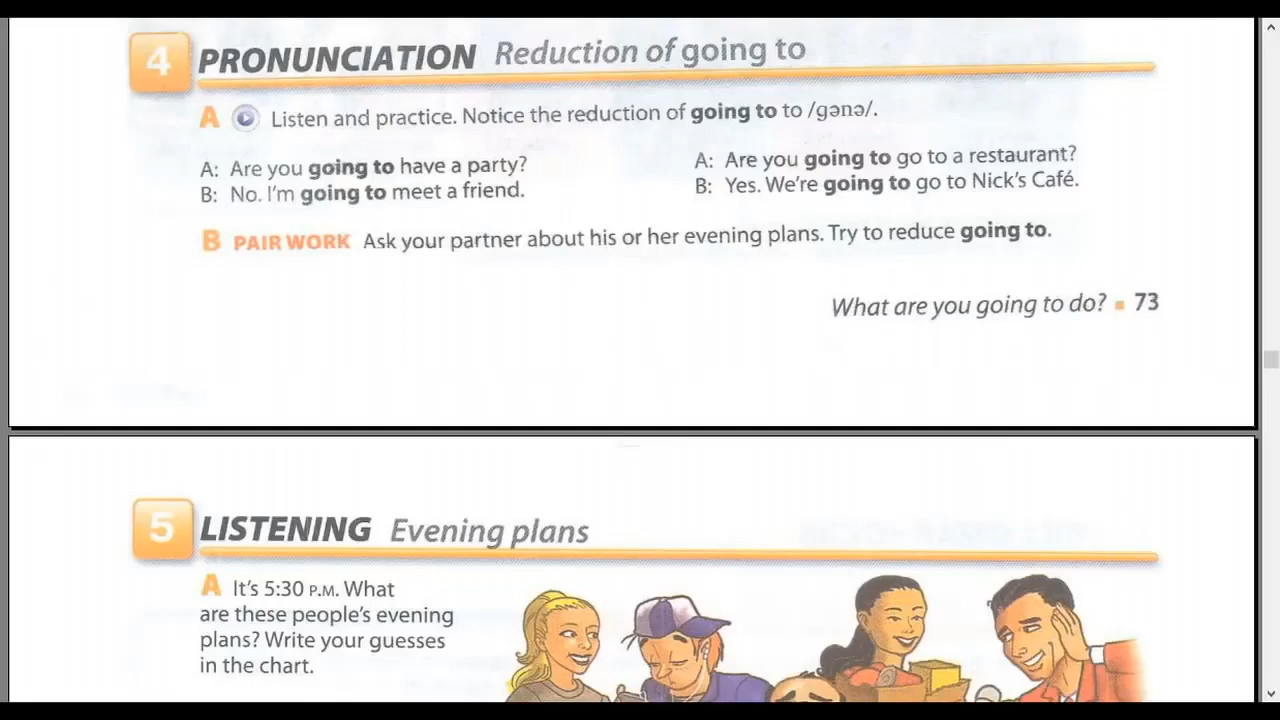 4 PRONUNCIATION Reduction of going to
A Listen and practice. Notice the reduction of going to to /gənə/.
A: Are you going to have a party?
B: No. I'm going to meet a friend.
A: Are you going to go to a restaurant?
B: Yes. We're going to go to Nick's Café.
B PAIR WORK Ask your partner about his or her evening plans. Try to reduce going to.
What are you going to do? ▪ 73
5 LISTENING Evening plans
A It's 5:30 P.M. What
are these people's evening
plans? Write your guesses
in the chart.